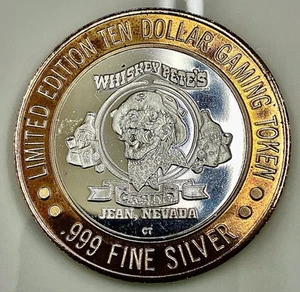 LIMITED EDITION TEN DOLLAR GAMING TOKEN
WHISKEY PETE'S
CASINO
JEAN, NEVADA
CT
.999 FINE SILVER